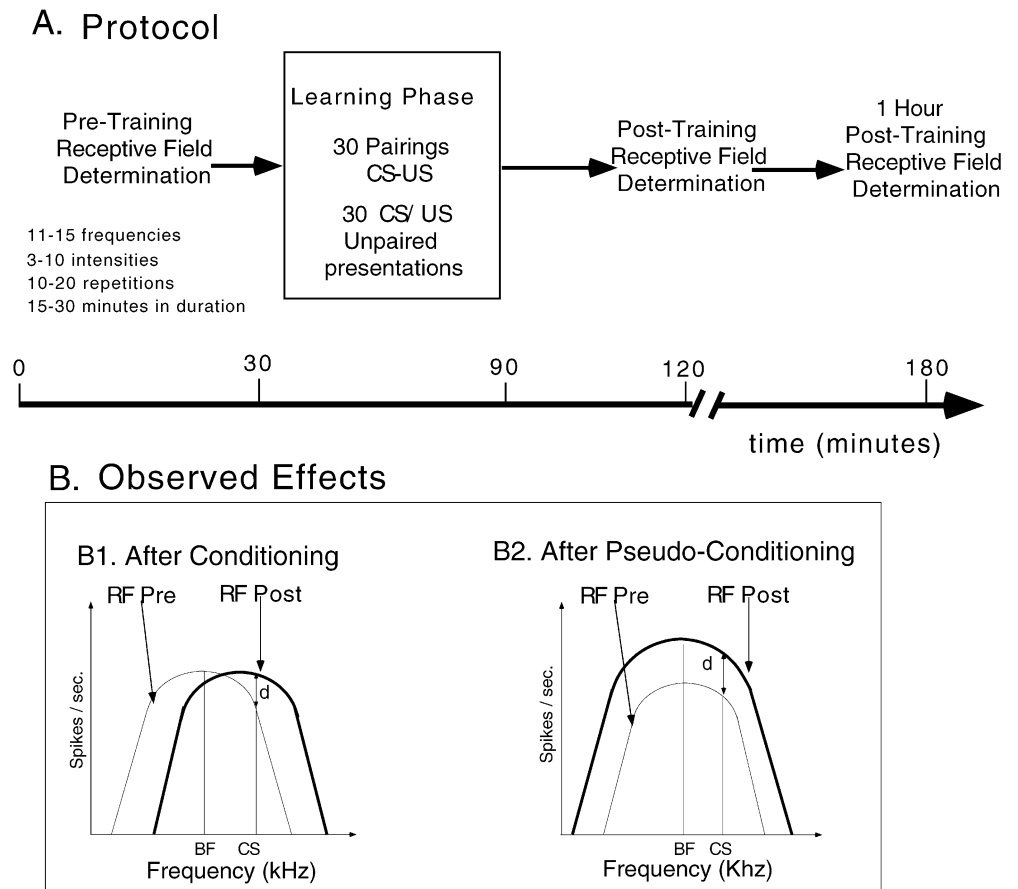 A. Protocol
Pre-Training
Receptive Field
Determination
11-15 frequencies
3-10 intensities
10-20 repetitions
15-30 minutes in duration
Learning Phase
30 Pairings
CS-US
30 CS/ US
Unpaired
presentations
Post-Training
Receptive Field
Determination
1 Hour
Post-Training
Receptive Field
Determination
0
30
90
120
180
time (minutes)
B. Observed Effects
B1. After Conditioning
RF Pre
RF Post
d
Spikes / sec.
BF
CS
Frequency (kHz)
B2. After Pseudo-Conditioning
RF Pre
RF Post
d
Spikes / sec.
BF
CS
Frequency (Khz)